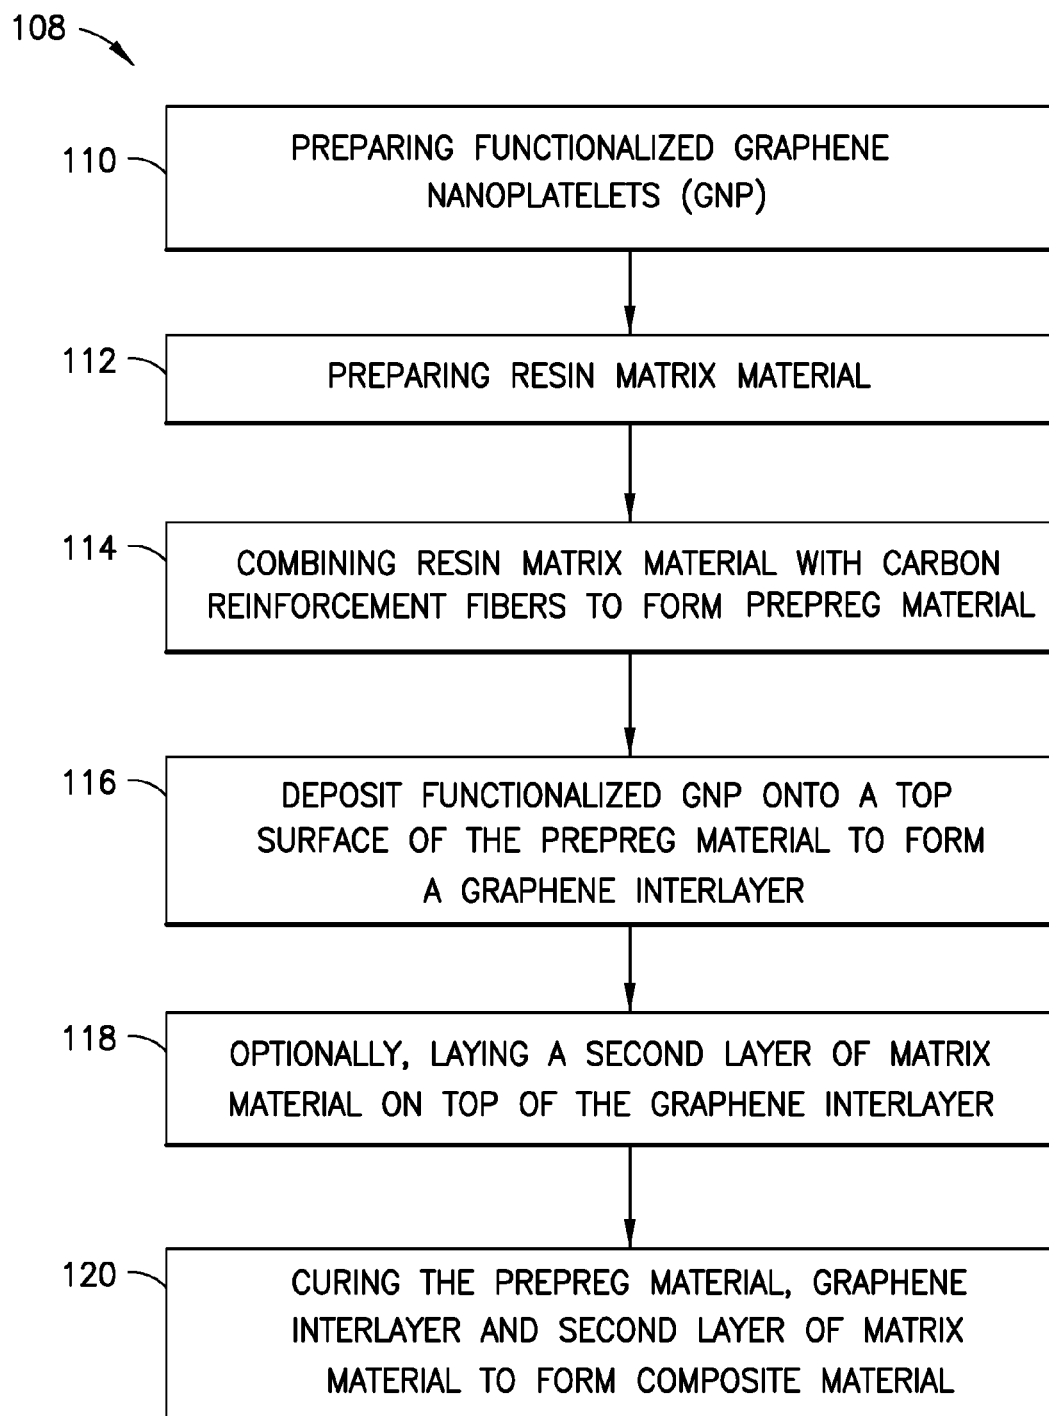 108
110
PREPARING FUNCTIONALIZED GRAPHENE
NANOPLATELETS (GNP)
112
PREPARING RESIN MATRIX MATERIAL
114
COMBINING RESIN MATRIX MATERIAL WITH CARBON
REINFORCEMENT FIBERS TO FORM PREPREG MATERIAL
116
DEPOSIT FUNCTIONALIZED GNP ONTO A TOP
SURFACE OF THE PREPREG MATERIAL TO FORM
A GRAPHENE INTERLAYER
118
OPTIONALLY, LAYING A SECOND LAYER OF MATRIX
MATERIAL ON TOP OF THE GRAPHENE INTERLAYER
120
CURING THE PREPREG MATERIAL, GRAPHENE
INTERLAYER AND SECOND LAYER OF MATRIX
MATERIAL TO FORM COMPOSITE MATERIAL